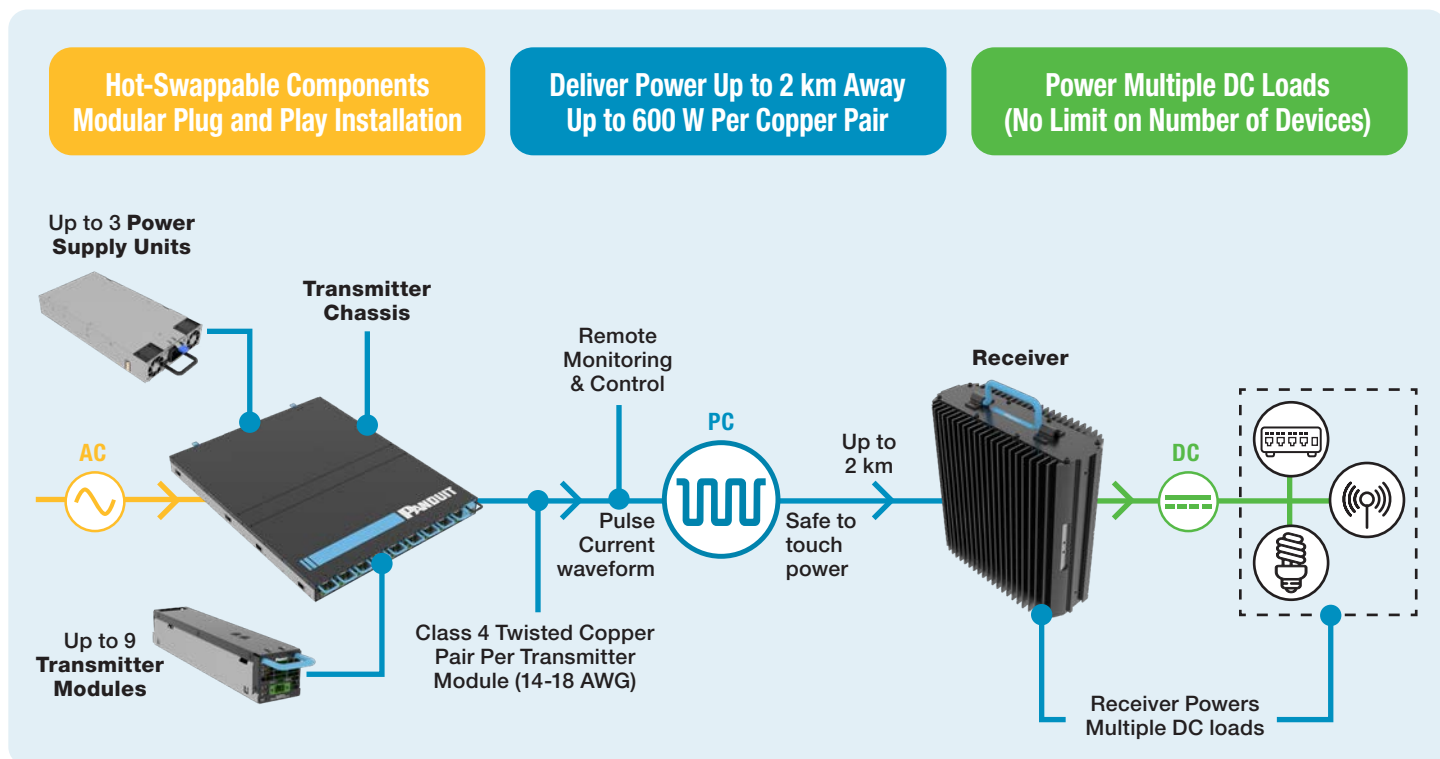 Hot-Swappable Components
Modular Plug and Play Installation
Deliver Power Up to 2 km Away
Up to 600 W Per Copper Pair
Power Multiple DC Loads
(No Limit on Number of Devices)
Up to 3 Power
Supply Units
Transmitter
Chassis
Remote
Monitoring
& Control
Receiver
AC
PANDUIT
PC
Up to
2 km
DC
Pulse
Current
waveform
Safe to
touch
power
Up to 9
Transmitter
Modules
Class 4 Twisted Copper
Pair Per Transmitter
Module (14-18 AWG)
Receiver Powers
Multiple DC loads